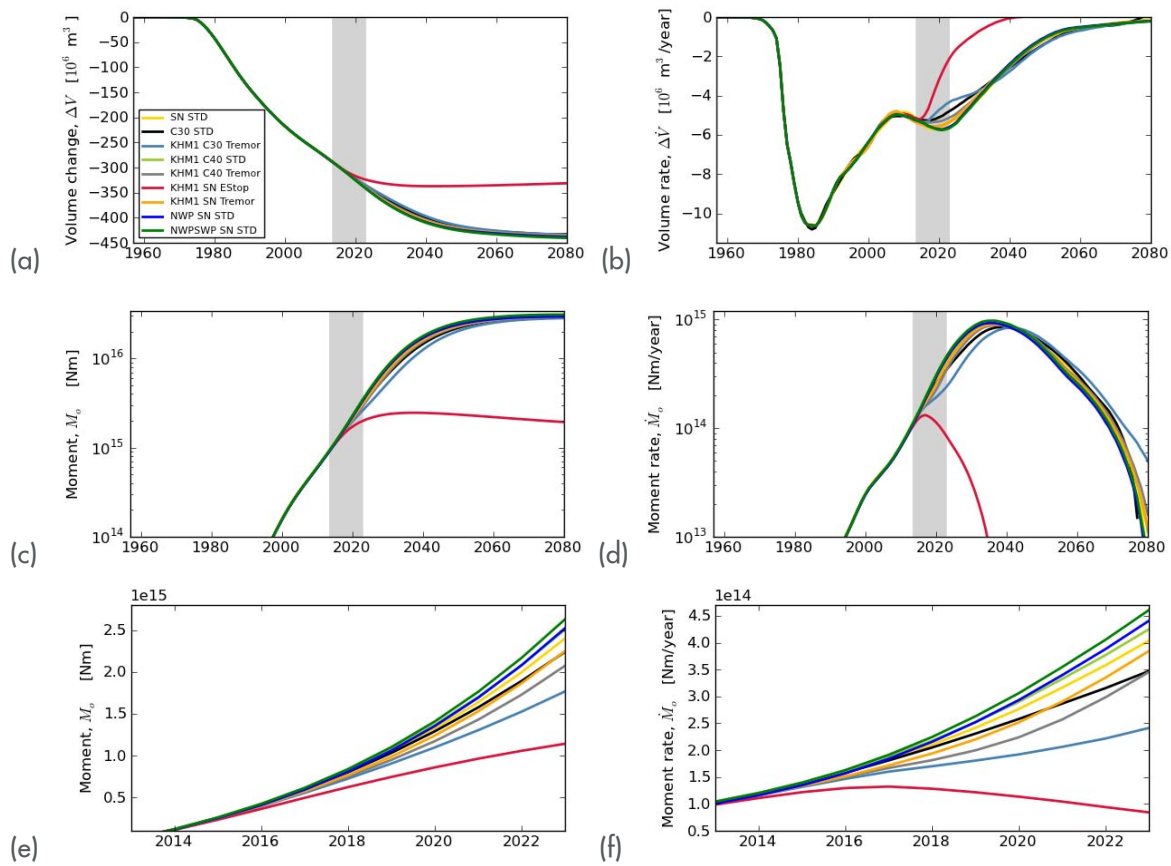 0
−50
−100
−150
−200
−250
−300
−350
−400
−450
Volume change, ΔV [10⁶ m³]
SN STD
C30 STD
KHM1 C30 Tremor
KHM1 C40 STD
KHM1 C40 Tremor
KHM1 SN EStop
KHM1 SN Tremor
NWP SN STD
NWPSWP SN STD
1960 1980 2000 2020 2040 2060 2080
(a)
0
−2
−4
−6
−8
−10
Volume rate, ΔV̇ [10⁶ m³/year]
1960 1980 2000 2020 2040 2060 2080
(b)
10¹⁶
10¹⁵
10¹⁴
Moment, Mₒ [Nm]
1960 1980 2000 2020 2040 2060 2080
(c)
10¹⁵
10¹⁴
10¹³
Moment rate, Ṁₒ [Nm/year]
1960 1980 2000 2020 2040 2060 2080
(d)
1e15
2.5
2.0
1.5
1.0
0.5
Moment, Mₒ [Nm]
2014 2016 2018 2020 2022
(e)
1e14
4.5
4.0
3.5
3.0
2.5
2.0
1.5
1.0
0.5
Moment rate, Ṁₒ [Nm/year]
2014 2016 2018 2020 2022
(f)